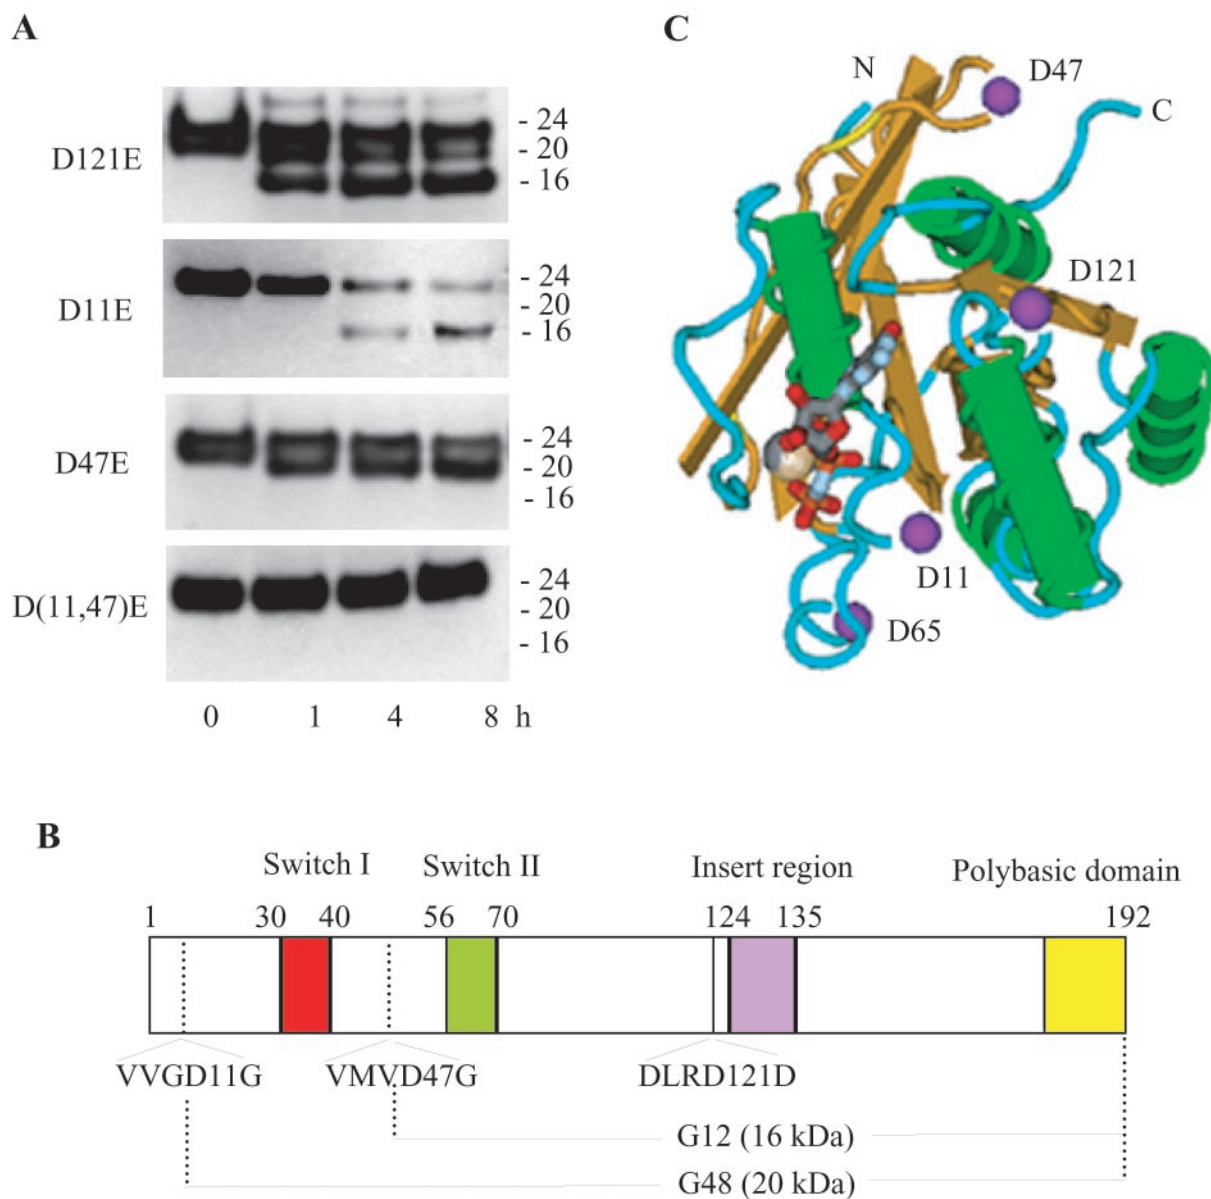 A
D121E
- 24
- 20
- 16
D11E
- 24
20
- 16
D47E
- 24
- 20
- 16
D(11,47)E
- 24
- 20
- 16
0 1 4 8 h
C
N
D47
C
D121
D11
D65
B
Switch I Switch II Insert region Polybasic domain
1 30 40 56 70 124 135 192
VVGD11G VMVD47G DLRD121D
G12 (16 kDa)
G48 (20 kDa)